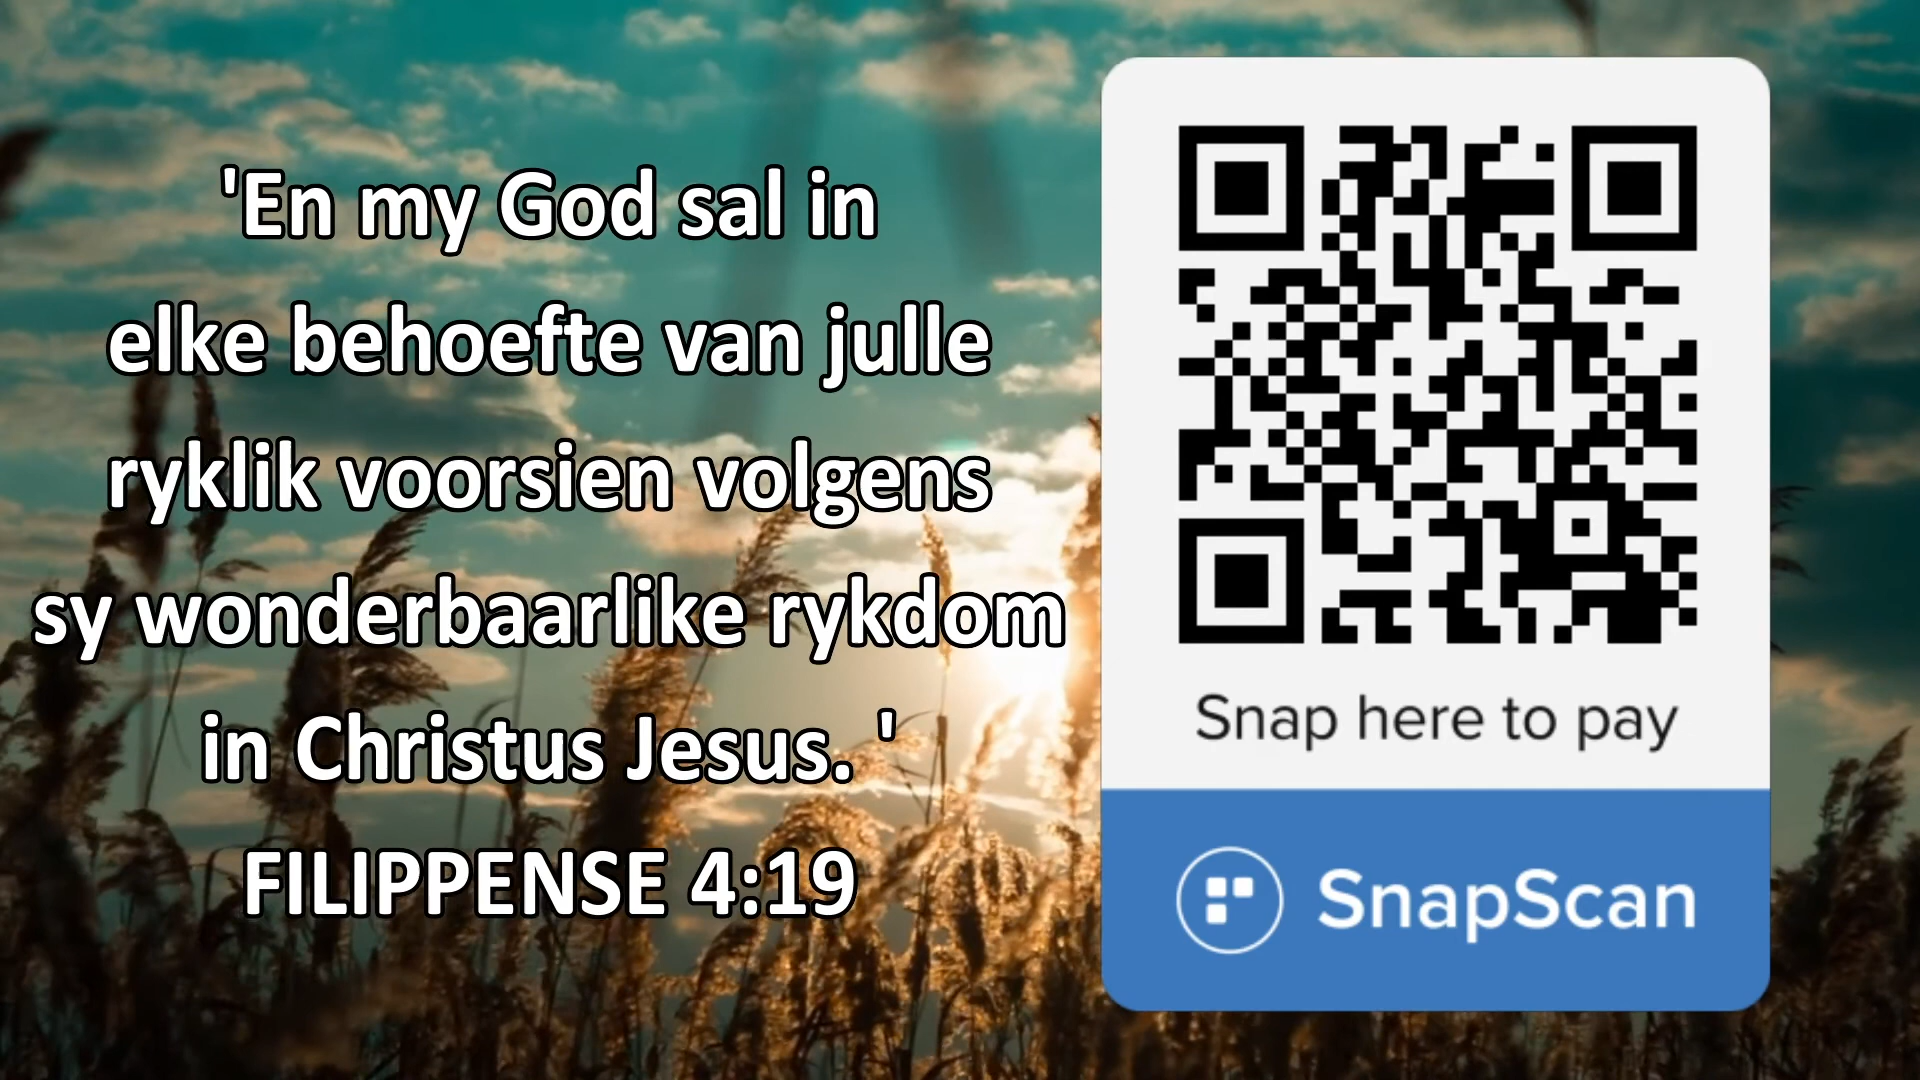 'En my God sal in
elke behoefte van julle
ryklik voorsien volgens
sy wonderbaarlike rykdom
in Christus Jesus. '
FILIPPENSE 4:19
Snap here to pay
SnapScan